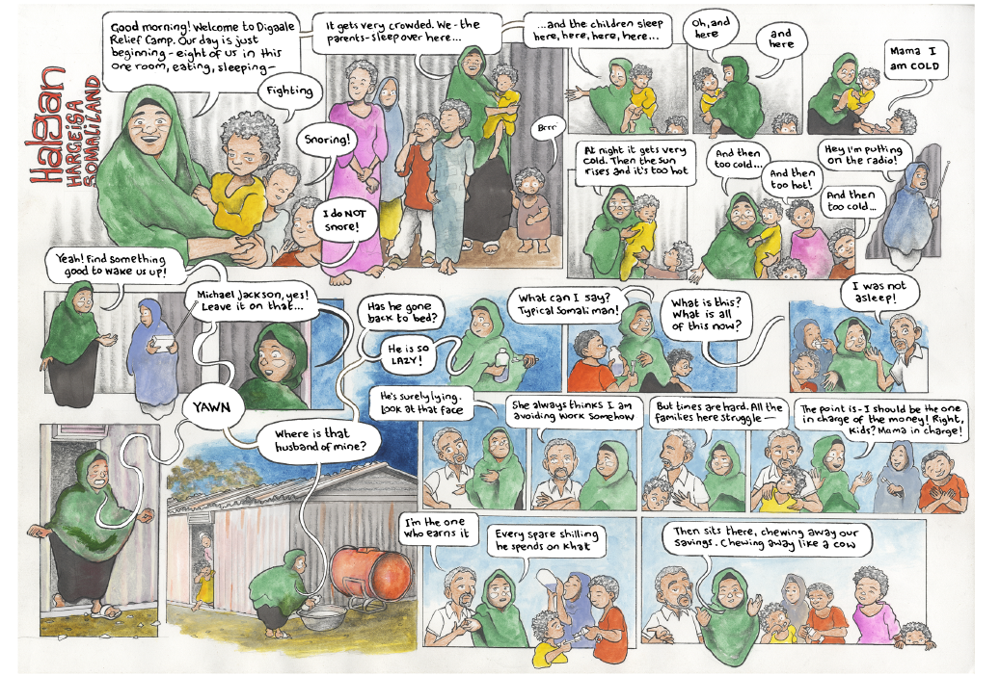 Halgan
HARGEISA
SOMALILAND
Good morning! Welcome to Digaale
Relief Camp. Our day is just
beginning - eight of us in this
one room, eating, sleeping—
Fighting
Snoring!
I do NOT
snore!
It gets very crowded. We - the
parents - sleep over here...
Brrr
...and the children sleep
here, here, here, here...
Oh, and
here
and
here
Mama I
am COLD
At night it gets very
cold. Then the sun
rises and it's too hot
And then
too cold...
And then
too hot!
And then
too cold...
Hey I'm putting
on the radio!
Yeah! Find something
good to wake us up!
Michael Jackson, yes!
Leave it on that...
YAWN
Where is that
husband of mine?
Has he gone
back to bed?
He is so
LAZY!
What can I say?
Typical Somali man!
What is this?
What is all
of this now?
I was not
asleep!
He's surely lying.
Look at that face
She always thinks I am
avoiding work somehow
But times are hard. All the
families here struggle —
The point is - I should be the one
in charge of the money! Right,
kids? Mama in charge!
I'm the one
who earns it
Every spare shilling
he spends on khat
Then sits there, chewing away our
savings. Chewing away like a cow